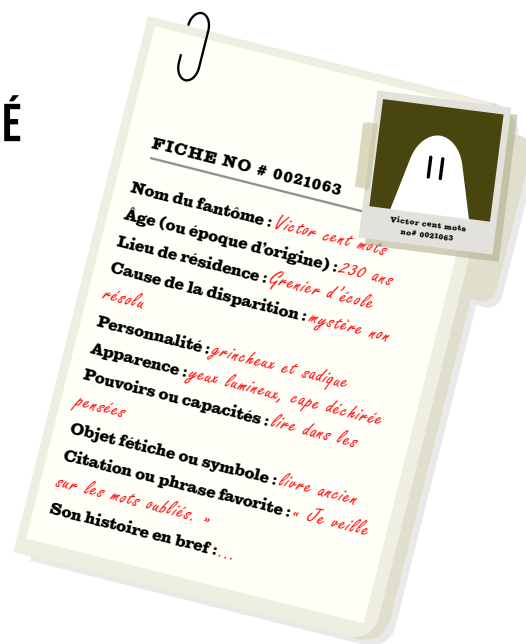 É
FICHE NO # 0021063
Nom du fantôme : Victor cent mots
Âge (ou époque d'origine) : 230 ans
Lieu de résidence : Grenier d'école
Cause de la disparition : mystère non
résolu
Personnalité : grincheux et sadique
Apparence : yeux lumineux, cape déchirée
Pouvoirs ou capacités : lire dans les
pensées
Objet fétiche ou symbole : livre ancien
Citation ou phrase favorite : « Je veille
sur les mots oubliés. »
Son histoire en bref : ...
Victor cent mots
no# 0021063